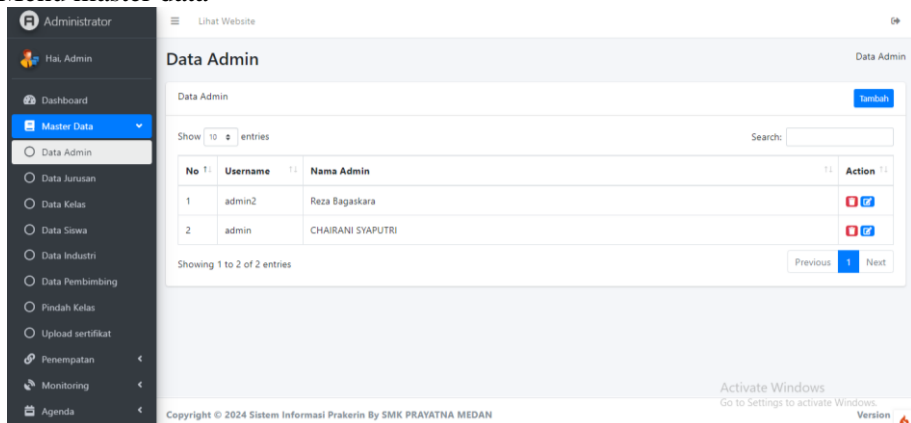 Menu master data
Administrator
Lihat Website
Hai, Admin
Data Admin
Data Admin
Dashboard
Master Data
Data Admin
Data Jurusan
Data Kelas
Data Siswa
Data Industri
Data Pembimbing
Pindah Kelas
Upload sertifikat
Penempatan
Monitoring
Agenda
Data Admin
Tambah
Show 10 entries
Search:
No Username Nama Admin Action
1 admin2 Reza Bagaskara
2 admin CHAIRANI SYAPUTRI
Showing 1 to 2 of 2 entries
Previous 1 Next
Activate Windows
Go to Settings to activate Windows.
Copyright © 2024 Sistem Informasi Prakerin By SMK PRAYATNA MEDAN
Version